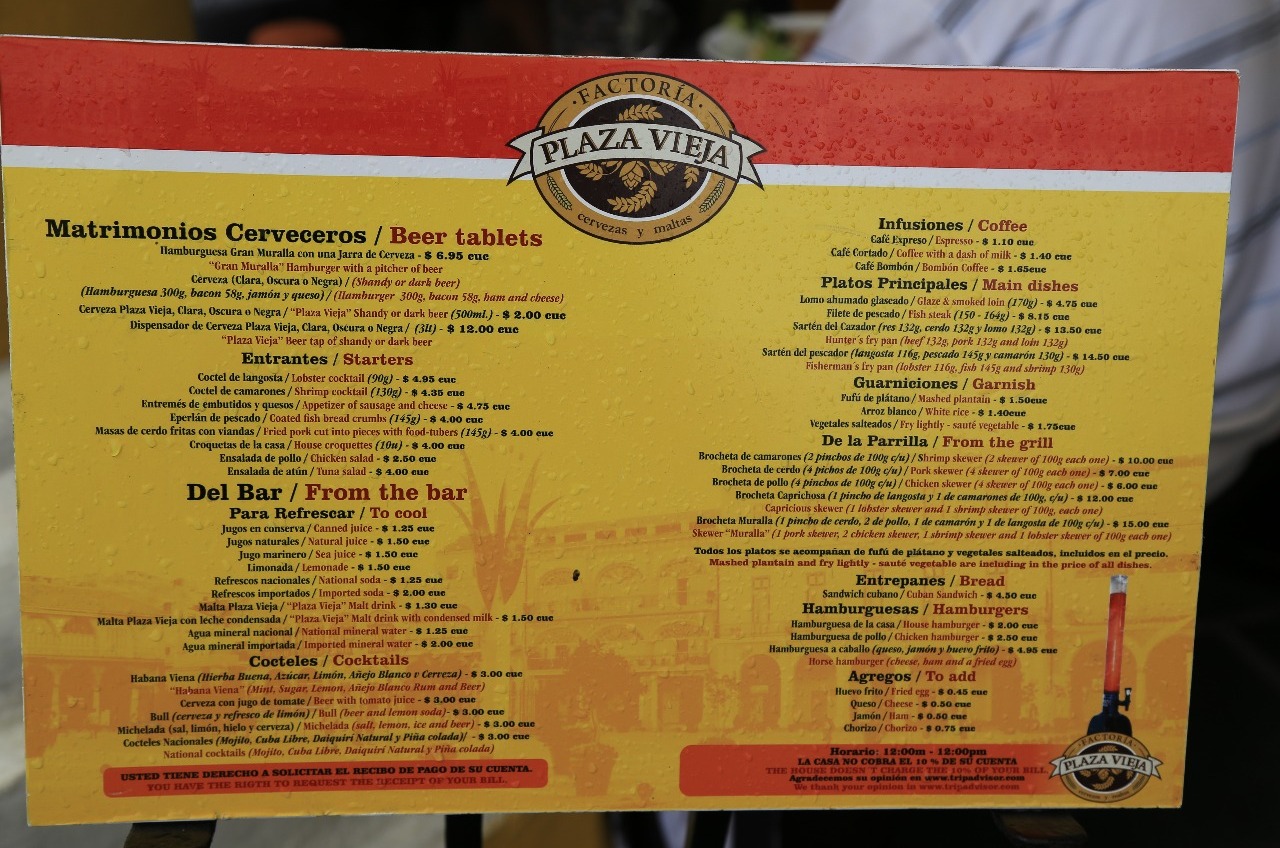 FACTORÍA
PLAZA VIEJA
cervezas y maltas
Matrimonios Cerveceros / Beer tablets
Hamburguesa Gran Muralla con una Jarra de Cerveza - $ 6.95 cuc
"Gran Muralla" Hamburger with a pitcher of beer
Cerveza (Clara, Oscura o Negra) / (Shandy or dark beer)
(Hamburguesa 300g, bacon 58g, jamón y queso) / (Hamburger 300g, bacon 58g, ham and cheese)
Cerveza Plaza Vieja, Clara, Oscura o Negra / "Plaza Vieja" Shandy or dark beer (500ml.) - $ 2.00 cuc
Dispensador de Cerveza Plaza Vieja, Clara, Oscura o Negra / (3lt) - $ 12.00 cuc
"Plaza Vieja" Beer tap of shandy or dark beer
Entrantes / Starters
Coctel de langosta / Lobster cocktail (90g) - $ 4.95 cuc
Coctel de camarones / Shrimp cocktail (130g) - $ 4.35 cuc
Entremés de embutidos y quesos / Appetizer of sausage and cheese - $ 4.75 cuc
Eperlán de pescado / Coated fish bread crumbs (145g) - $ 4.00 cuc
Masas de cerdo fritas con viandas / Fried pork cut into pieces with food-tubers (145g) - $ 4.00 cuc
Croquetas de la casa / House croquettes (10u) - $ 4.00 cuc
Ensalada de pollo / Chicken salad - $ 2.50 cuc
Ensalada de atún / Tuna salad - $ 4.00 cuc
Del Bar / From the bar
Para Refrescar / To cool
Jugos en conserva / Canned juice - $ 1.25 cuc
Jugos naturales / Natural juice - $ 1.50 cuc
Jugo marinero / Sea juice - $ 1.50 cuc
Limonada / Lemonade - $ 1.50 cuc
Refrescos nacionales / National soda - $ 1.25 cuc
Refrescos importados / Imported soda - $ 2.00 cuc
Malta Plaza Vieja / "Plaza Vieja" Malt drink - $ 1.30 cuc
Malta Plaza Vieja con leche condensada / "Plaza Vieja" Malt drink with condensed milk - $ 1.50 cuc
Agua mineral nacional / National mineral water - $ 1.25 cuc
Agua mineral importada / Imported mineral water - $ 2.00 cuc
Cocteles / Cocktails
Habana Viena (Hierba Buena, Azúcar, Limón, Añejo Blanco y Cerveza) - $ 3.00 cuc
"Habana Viena" (Mint, Sugar, Lemon, Añejo Blanco Rum and Beer)
Cerveza con jugo de tomate / Beer with tomato juice - $ 3.00 cuc
Bull (cerveza y refresco de limón) / Bull (beer and lemon soda) - $ 3.00 cuc
Michelada (sal, limón, hielo y cerveza) / Michelada (salt, lemon, ice and beer) - $ 3.00 cuc
Cocteles Nacionales (Mojito, Cuba Libre, Daiquirí Natural y Piña colada)/ - $ 3.00 cuc
National cocktails (Mojito, Cuba Libre, Daiquirí Natural y Piña colada)
USTED TIENE DERECHO A SOLICITAR EL RECIBO DE PAGO DE SU CUENTA.
YOU HAVE THE RIGTH TO REQUEST THE RECEIPT OF YOUR BILL.
Infusiones / Coffee
Café Expreso / Espresso - $ 1.10 cuc
Café Cortado / Coffee with a dash of milk - $ 1.40 cuc
Café Bombón / Bombón Coffee - $ 1.65cuc
Platos Principales / Main dishes
Lomo ahumado glaseado / Glaze & smoked loin (170g) - $ 4.75 cuc
Filete de pescado / Fish steak (150 - 164g) - $ 8.15 cuc
Sartén del Cazador (res 132g, cerdo 132g y lomo 132g) - $ 13.50 cuc
Hunter's fry pan (beef 132g, pork 132g and loin 132g)
Sartén del pescador (langosta 116g, pescado 145g y camarón 130g) - $ 14.50 cuc
Fisherman's fry pan (lobster 116g, fish 145g and shrimp 130g)
Guarniciones / Garnish
Fufú de plátano / Mashed plantain - $ 1.50cuc
Arroz blanco / White rice - $ 1.40cuc
Vegetales salteados / Fry lightly - sauté vegetable - $ 1.75cuc
De la Parrilla / From the grill
Brocheta de camarones (2 pinchos de 100g c/u) / Shrimp skewer (2 skewer of 100g each one) - $ 10.00 cuc
Brocheta de cerdo (4 pichos de 100g c/u) / Pork skewer (4 skewer of 100g each one) - $ 7.00 cuc
Brocheta de pollo (4 pinchos de 100g c/u) / Chicken skewer (4 skewer of 100g each one) - $ 6.00 cuc
Brocheta Caprichosa (1 pincho de langosta y 1 de camarones de 100g, c/u) - $ 12.00 cuc
Capricious skewer (1 lobster skewer and 1 shrimp skewer of 100g, each one)
Brocheta Muralla (1 pincho de cerdo, 2 de pollo, 1 de camarón y 1 de langosta de 100g c/u) - $ 15.00 cuc
Skewer "Muralla" (1 pork skewer, 2 chicken skewer, 1 shrimp skewer and 1 lobster skewer of 100g each one)
Todos los platos se acompañan de fufú de plátano y vegetales salteados, incluidos en el precio.
Mashed plantain and fry lightly - sauté vegetable are including in the price of all dishes.
Entrepanes / Bread
Sandwich cubano / Cuban Sandwich - $ 4.50 cuc
Hamburguesas / Hamburgers
Hamburguesa de la casa / House hamburger - $ 2.00 cuc
Hamburguesa de pollo / Chicken hamburger - $ 2.50 cuc
Hamburguesa a caballo (queso, jamón y huevo frito) - $ 4.95 cuc
Horse hamburger (cheese, ham and a fried egg)
Agregos / To add
Huevo frito / Fried egg - $ 0.45 cuc
Queso / Cheese - $ 0.50 cuc
Jamón / Ham - $ 0.50 cuc
Chorizo / Chorizo - $ 0.75 cuc
Horario: 12:00m - 12:00pm
LA CASA NO COBRA EL 10 % DE SU CUENTA
THE HOUSE DOESN'T CHARGE THE 10% OF YOUR BILL.
Agradecemos su opinión en www.tripadvisor.com
We thank your opinion in www.tripadvisor.com
FACTORÍA
PLAZA VIEJA